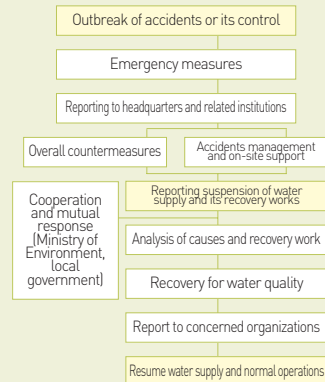 Outbreak of accidents or its control
Emergency measures
Reporting to headquarters and related institutions
Overall countermeasures
Accidents management
and on-site support
Cooperation
and mutual
response
(Ministry of
Environment,
local
government)
Reporting suspension of water
supply and its recovery works
Analysis of causes and recovery work
Recovery for water quality
Report to concerned organizations
Resume water supply and normal operations